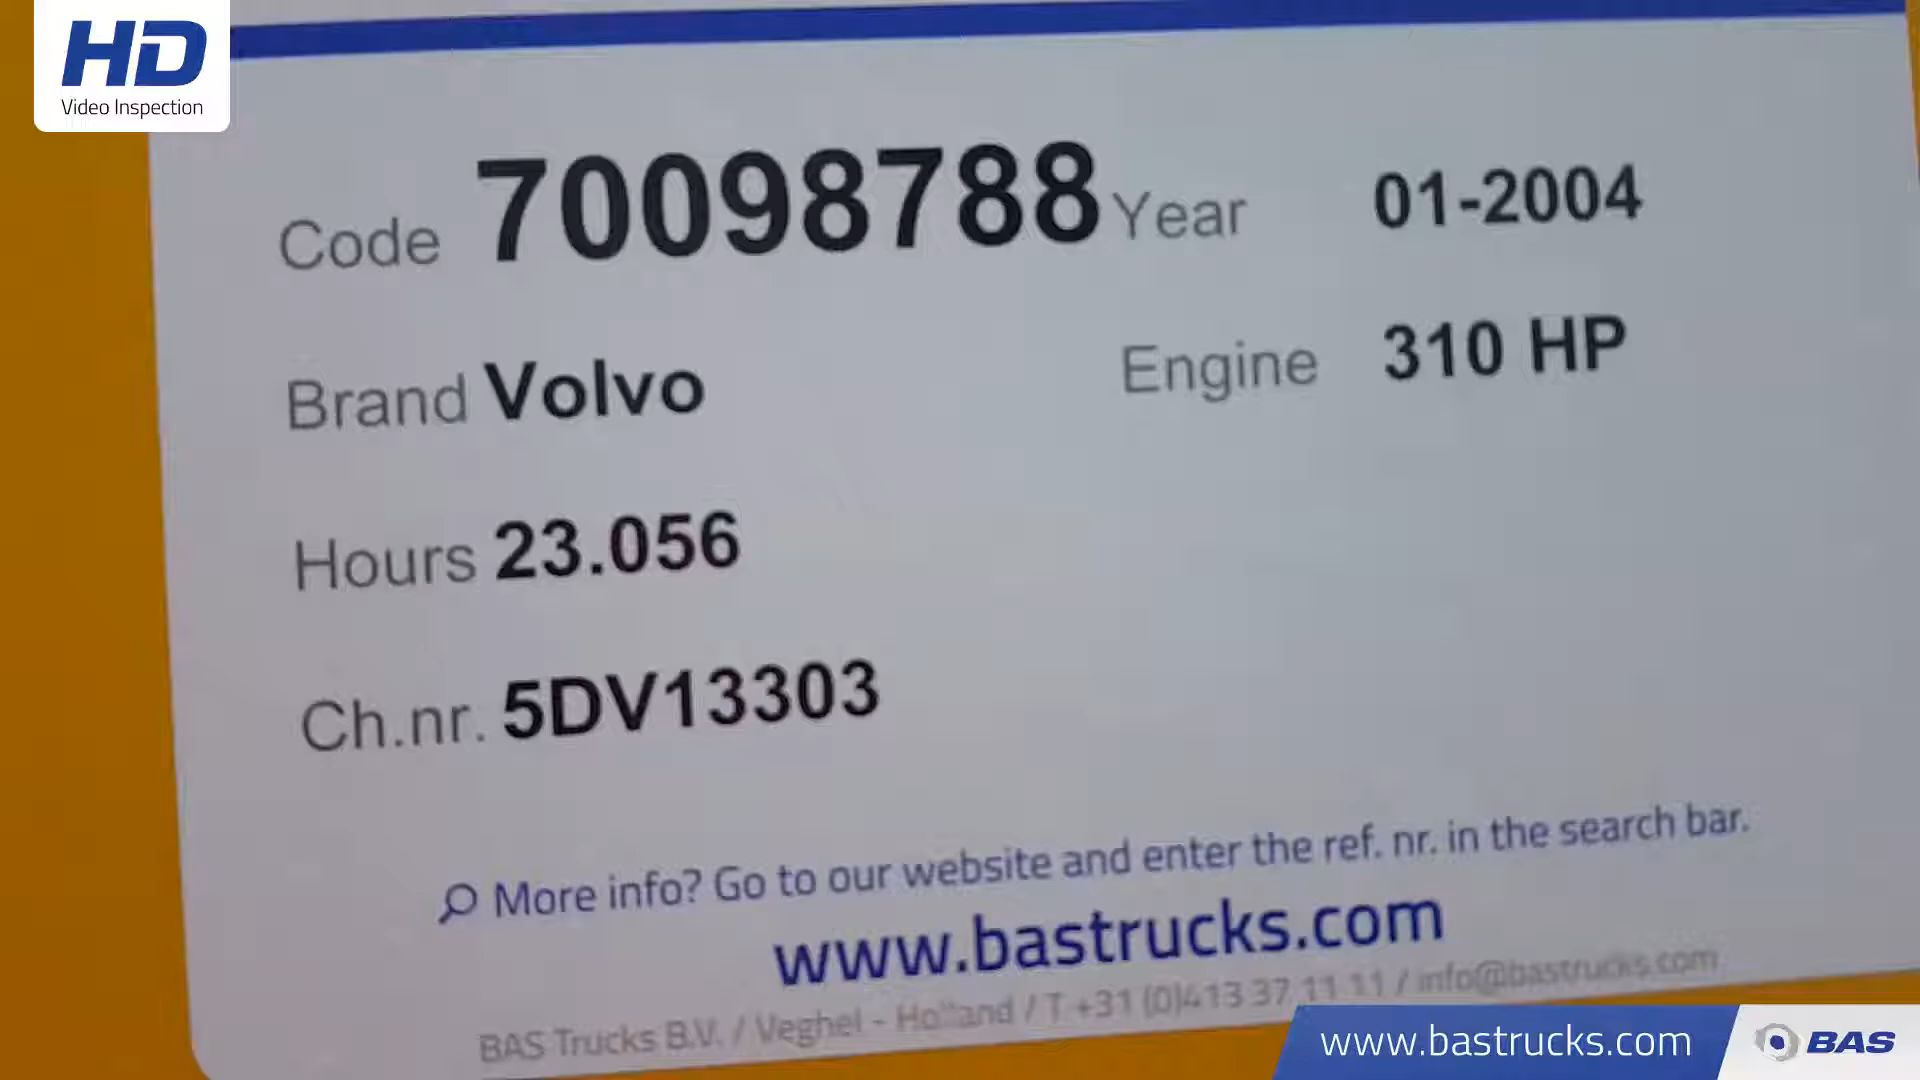 HD
Video Inspection
Code 70098788 Year 01-2004
Brand Volvo Engine 310 HP
Hours 23.056
Ch.nr. 5DV13303
More info? Go to our website and enter the ref. nr. in the search bar.
www.bastrucks.com
BAS Trucks B.V. / Veghel - Holland / T +31 (0)413 37 11 11 / info@bastrucks.com
www.bastrucks.com BAS